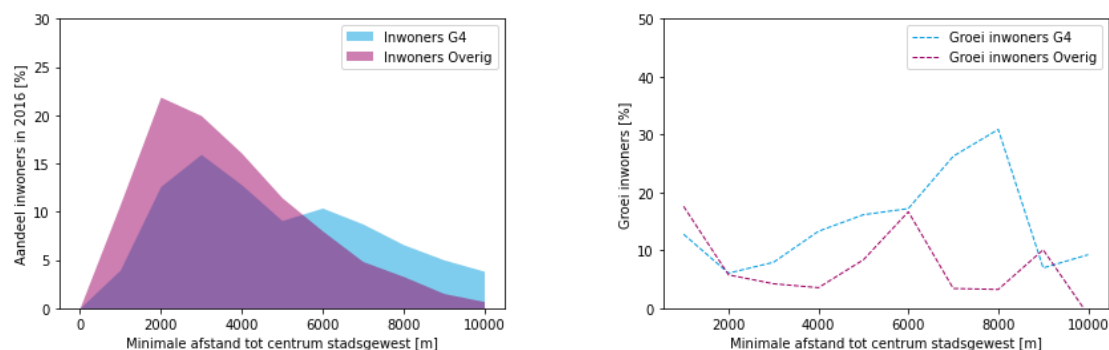 30
25
20
15
10
5
0
Aandeel inwoners in 2016 [%]
Inwoners G4
Inwoners Overig
0 2000 4000 6000 8000 10000
Minimale afstand tot centrum stadsgewest [m]
50
40
30
20
10
0
Groei inwoners [%]
Groei inwoners G4
Groei inwoners Overig
2000 4000 6000 8000 10000
Minimale afstand tot centrum stadsgewest [m]